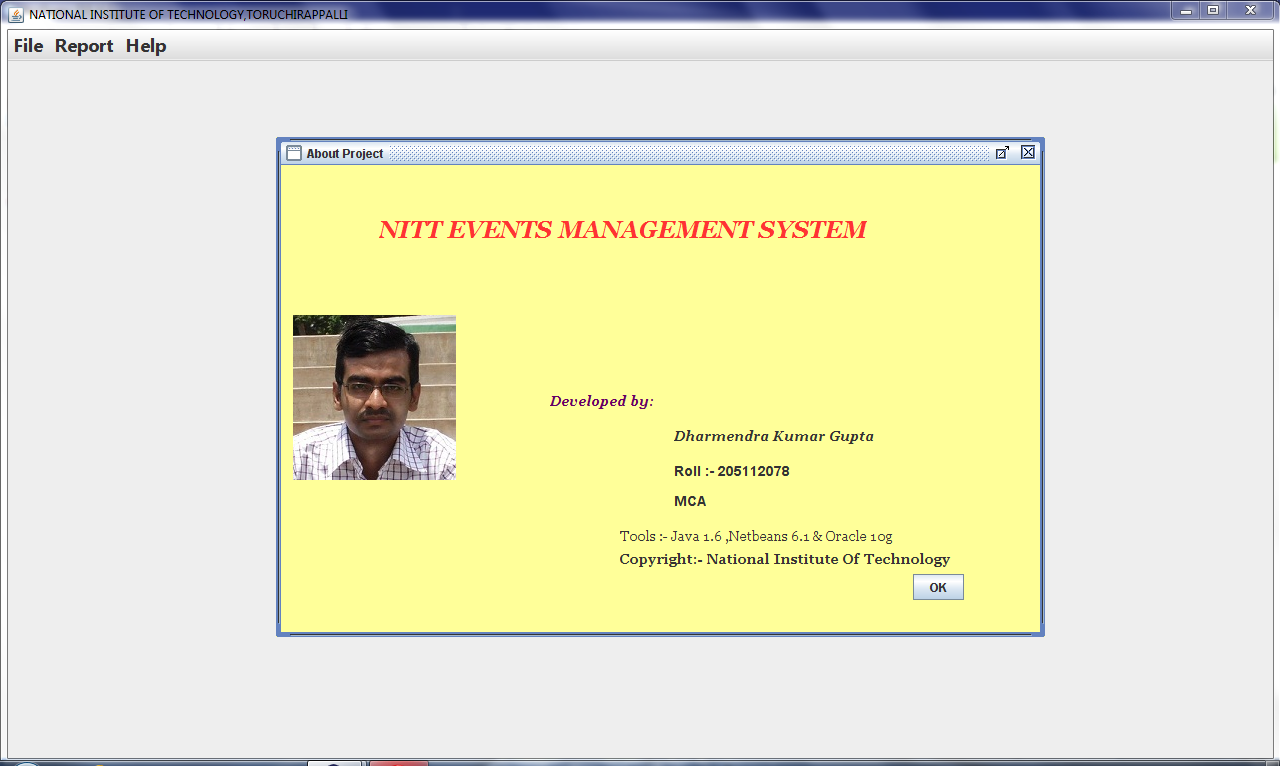 NATIONAL INSTITUTE OF TECHNOLOGY,TORUCHIRAPPALLI
File Report Help
About Project
NITT EVENTS MANAGEMENT SYSTEM
Developed by:
Dharmendra Kumar Gupta
Roll :- 205112078
MCA
Tools :- Java 1.6 ,Netbeans 6.1 & Oracle 10g
Copyright:- National Institute Of Technology
OK